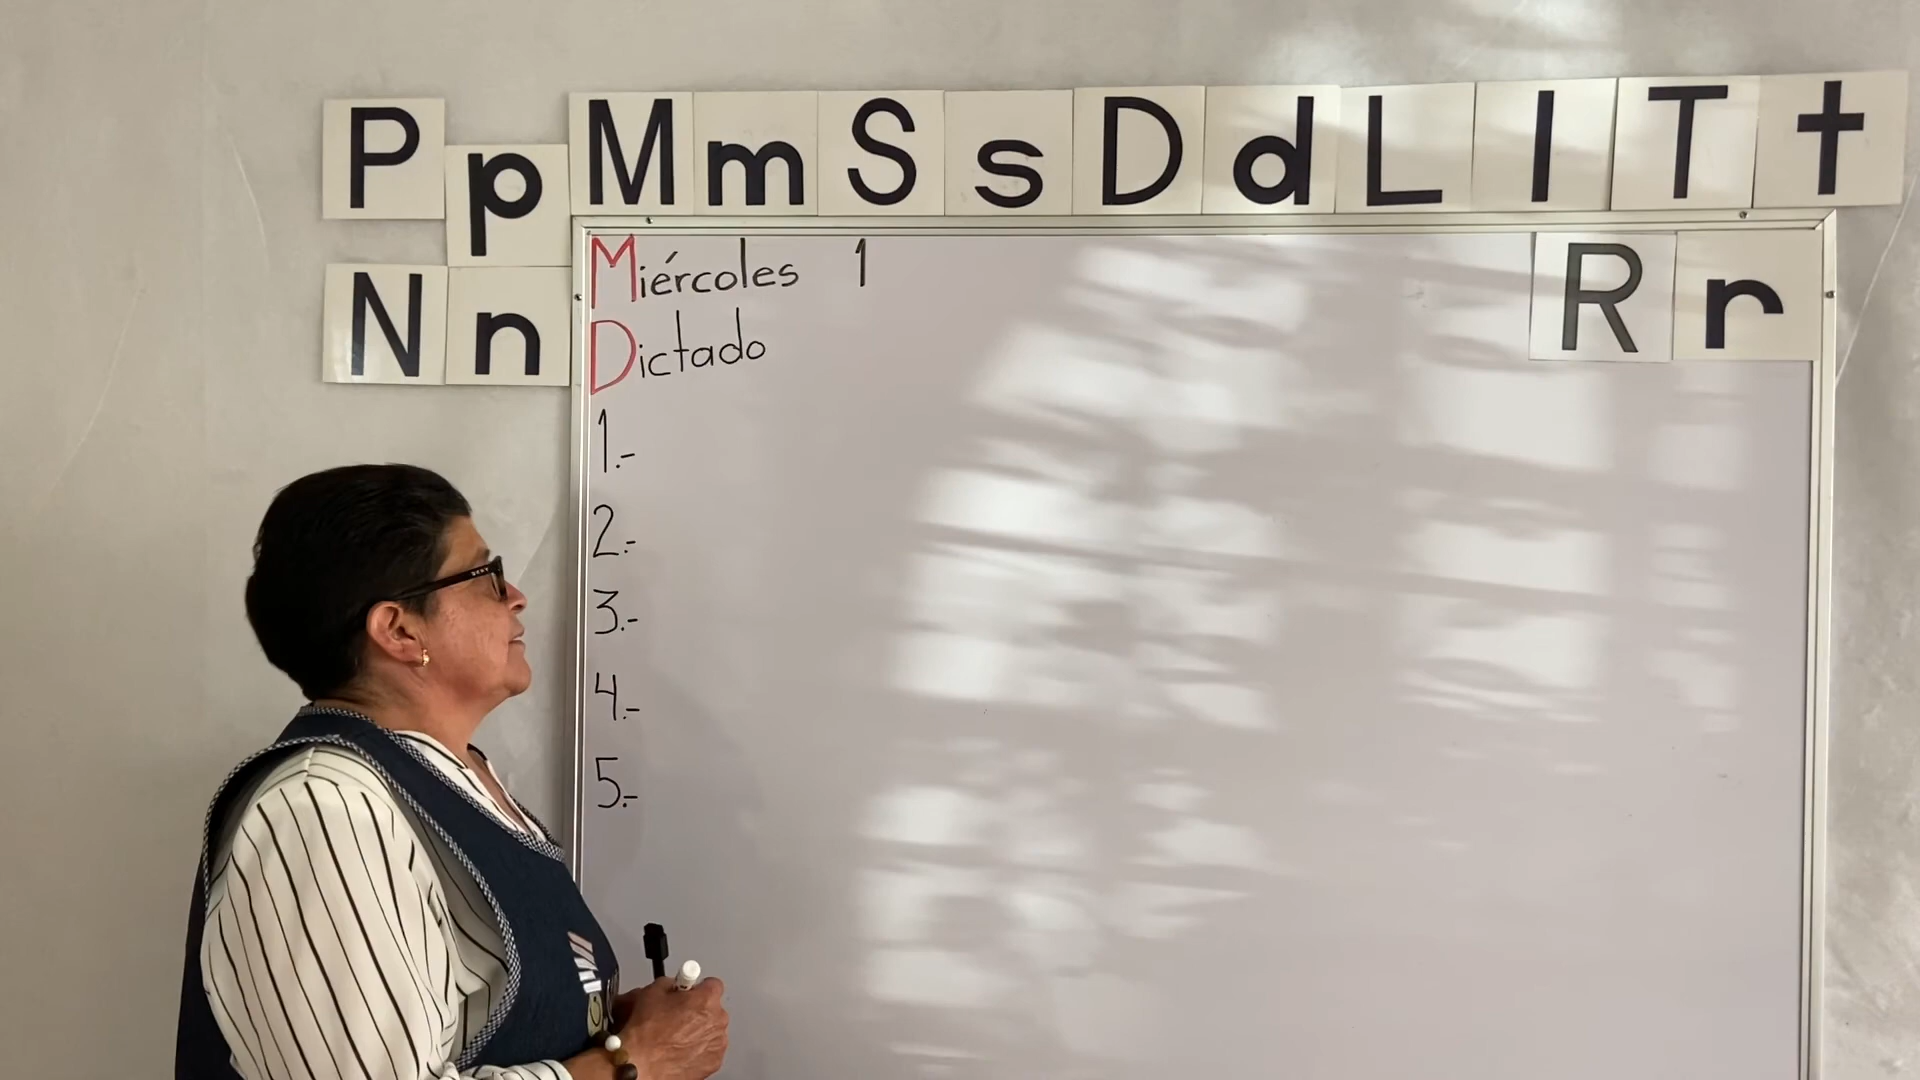 P p M m S s D d L l T t
N n
R r
Miércoles 1
Dictado
1.-
2.-
3.-
4.-
5.-